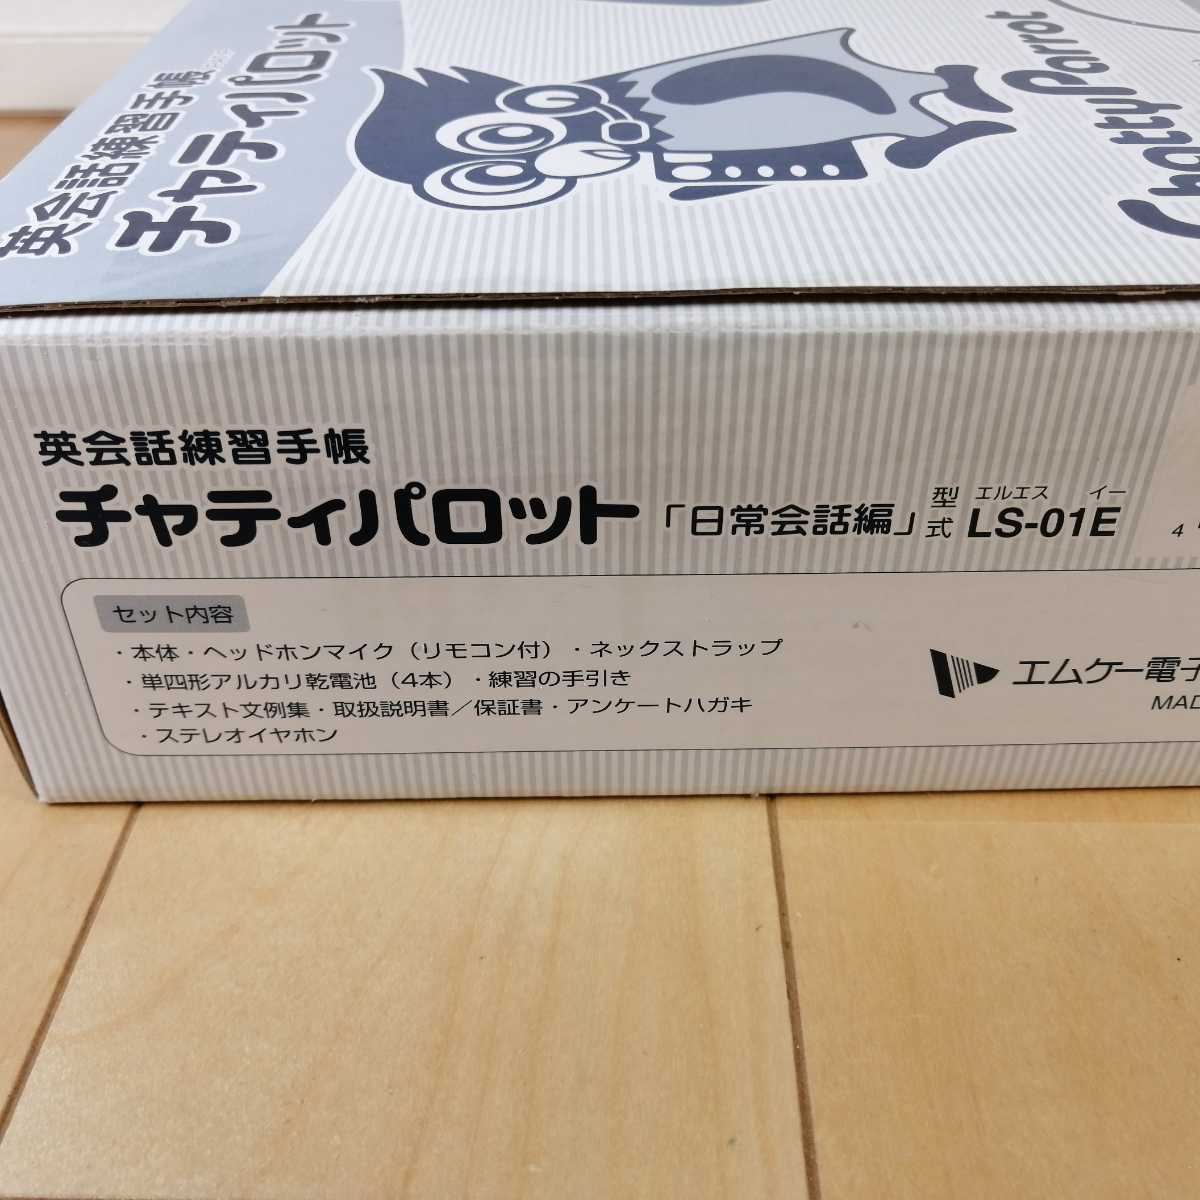 英会話練習手帳
チャティパロット
Chatty Parrot
英会話練習手帳
チャティパロット「日常会話編」型式 LS-01E
エルエス イー
4
セット内容
・本体・ヘッドホンマイク（リモコン付）・ネックストラップ
・単四形アルカリ乾電池（4本）・練習の手引き
・テキスト文例集・取扱説明書／保証書・アンケートハガキ
・ステレオイヤホン
エムケー電子
MAD